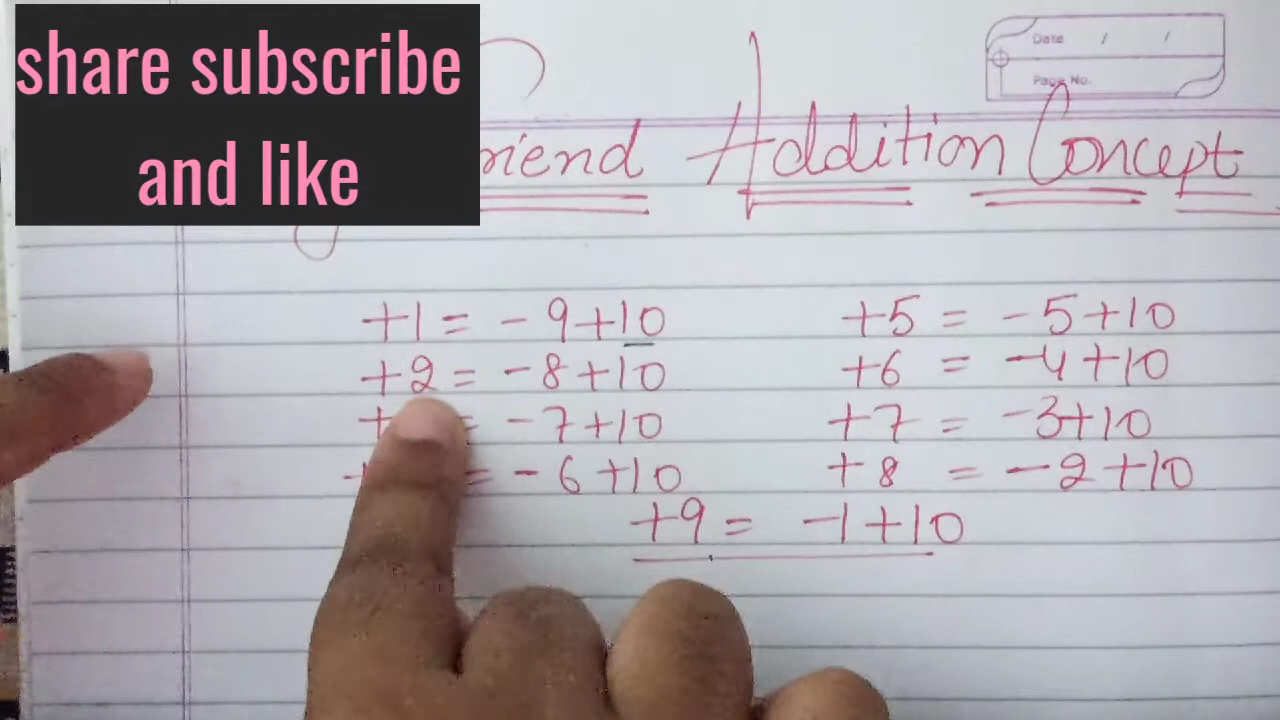 share subscribe
and like
Date / /
Page No.
Addition Concept
+1 = -9+10
+2 = -8+10
= -7+10
= -6+10
+5 = -5+10
+6 = -4+10
+7 = -3+10
+8 = -2+10
+9 = -1+10